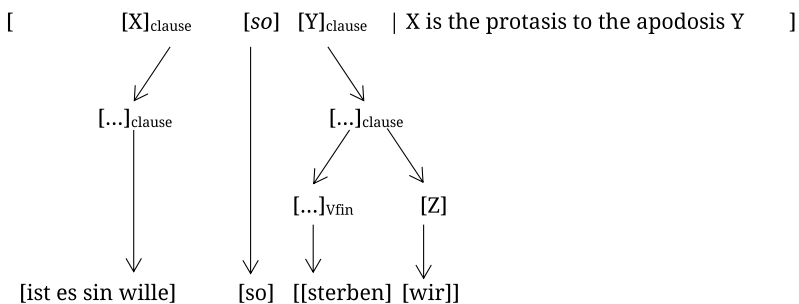 [ [X]clause [so] [Y]clause | X is the protasis to the apodosis Y ]
[...]clause [...]clause
[...]Vfin [Z]
[ist es sin wille] [so] [[sterben] [wir]]